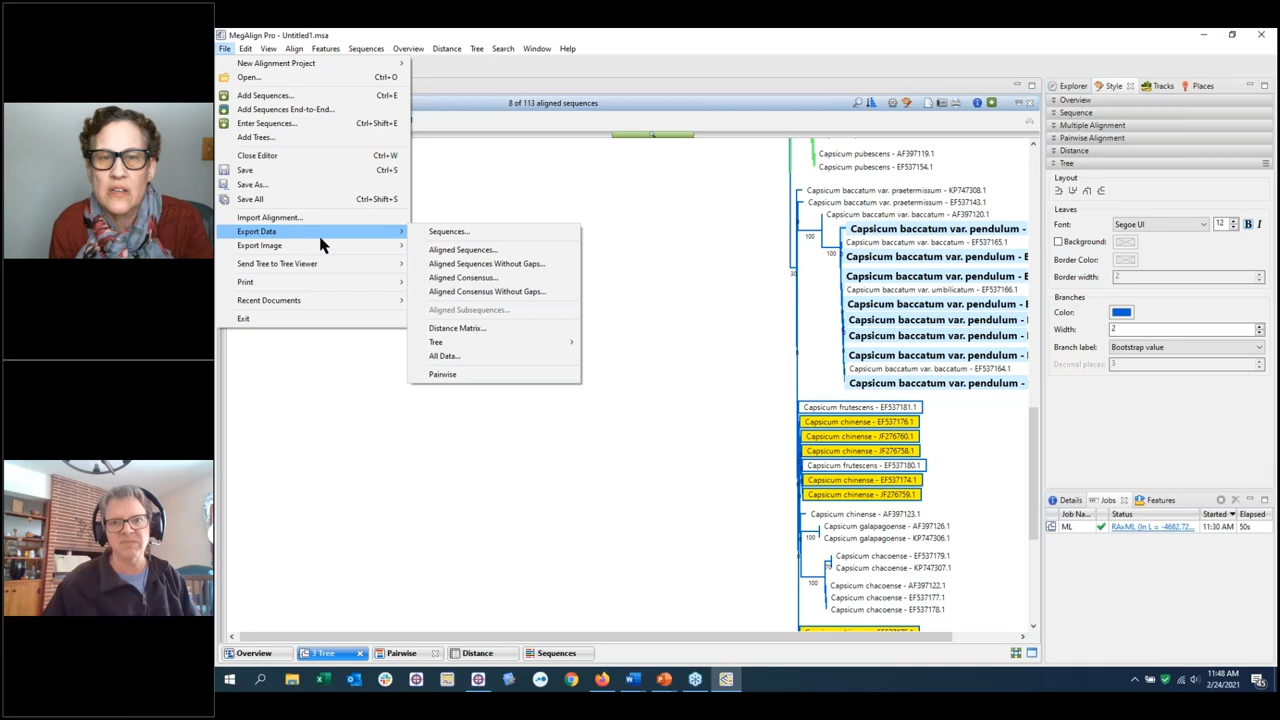 MegAlign Pro - Untitled1.msa
File Edit View Align Features Sequences Overview Distance Tree Search Window Help
New Alignment Project
Open... Ctrl+O
Add Sequences... Ctrl+E
Add Sequences End-to-End...
Enter Sequences... Ctrl+Shift+E
Add Trees...
Close Editor Ctrl+W
Save Ctrl+S
Save As...
Save All Ctrl+Shift+S
Import Alignment...
Export Data
Export Image
Send Tree to Tree Viewer
Print
Recent Documents
Exit
Sequences...
Aligned Sequences...
Aligned Sequences Without Gaps...
Aligned Consensus...
Aligned Consensus Without Gaps...
Aligned Subsequences...
Distance Matrix...
Tree
All Data...
Pairwise
8 of 113 aligned sequences
Capsicum pubescens - AF397119.1
Capsicum pubescens - EF537154.1
Capsicum baccatum var. praetermissum - KP747308.1
Capsicum baccatum var. praetermissum - EF537143.1
Capsicum baccatum var. baccatum - AF397120.1
Capsicum baccatum var. pendulum -
100
Capsicum baccatum var. baccatum - EF537165.1
100
Capsicum baccatum var. pendulum - E
Capsicum baccatum var. pendulum -
Capsicum baccatum var. umbilicatum - EF537166.1
Capsicum baccatum var. pendulum - E
Capsicum baccatum var. pendulum -
Capsicum baccatum var. pendulum -
Capsicum baccatum var. pendulum -
Capsicum baccatum var. baccatum - EF537164.1
Capsicum baccatum var. pendulum -
Capsicum frutescens - EF537181.1
Capsicum chinense - EF537176.1
Capsicum chinense - JF276760.1
Capsicum chinense - JF276758.1
Capsicum frutescens - EF537180.1
Capsicum chinense - EF537174.1
Capsicum chinense - JF276759.1
Capsicum chinense - AF397123.1
Capsicum galapagoense - AF397126.1
100
Capsicum galapagoense - KP747306.1
Capsicum chacoense - EF537179.1
Capsicum chacoense - KP747307.1
100
Capsicum chacoense - AF397122.1
Capsicum chacoense - EF537177.1
Capsicum chacoense - EF537178.1
Explorer Style Tracks Places
Overview
Sequence
Multiple Alignment
Pairwise Alignment
Distance
Tree
Layout
Leaves
Font: Segoe UI 12 B I
Background:
Border Color:
Border width: 2
Branches
Color:
Width: 2
Branch label: Bootstrap value
Decimal places: 3
Details Jobs Features
Job Na... Status Started Elapsed
ML RAxML (ln L = -4682.72... 11:30 AM 50s
Overview 3 Tree Pairwise Distance Sequences
11:48 AM
2/24/2021